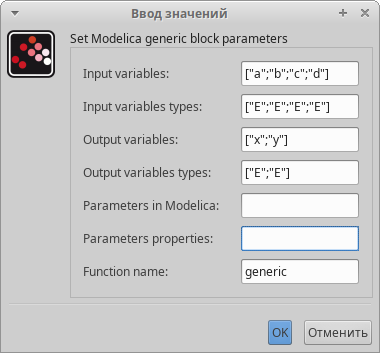 Ввод значений
Set Modelica generic block parameters
Input variables: ["a";"b";"c";"d"]
Input variables types: ["E";"E";"E";"E"]
Output variables: ["x";"y"]
Output variables types: ["E";"E"]
Parameters in Modelica:
Parameters properties:
Function name: generic
OK Отменить